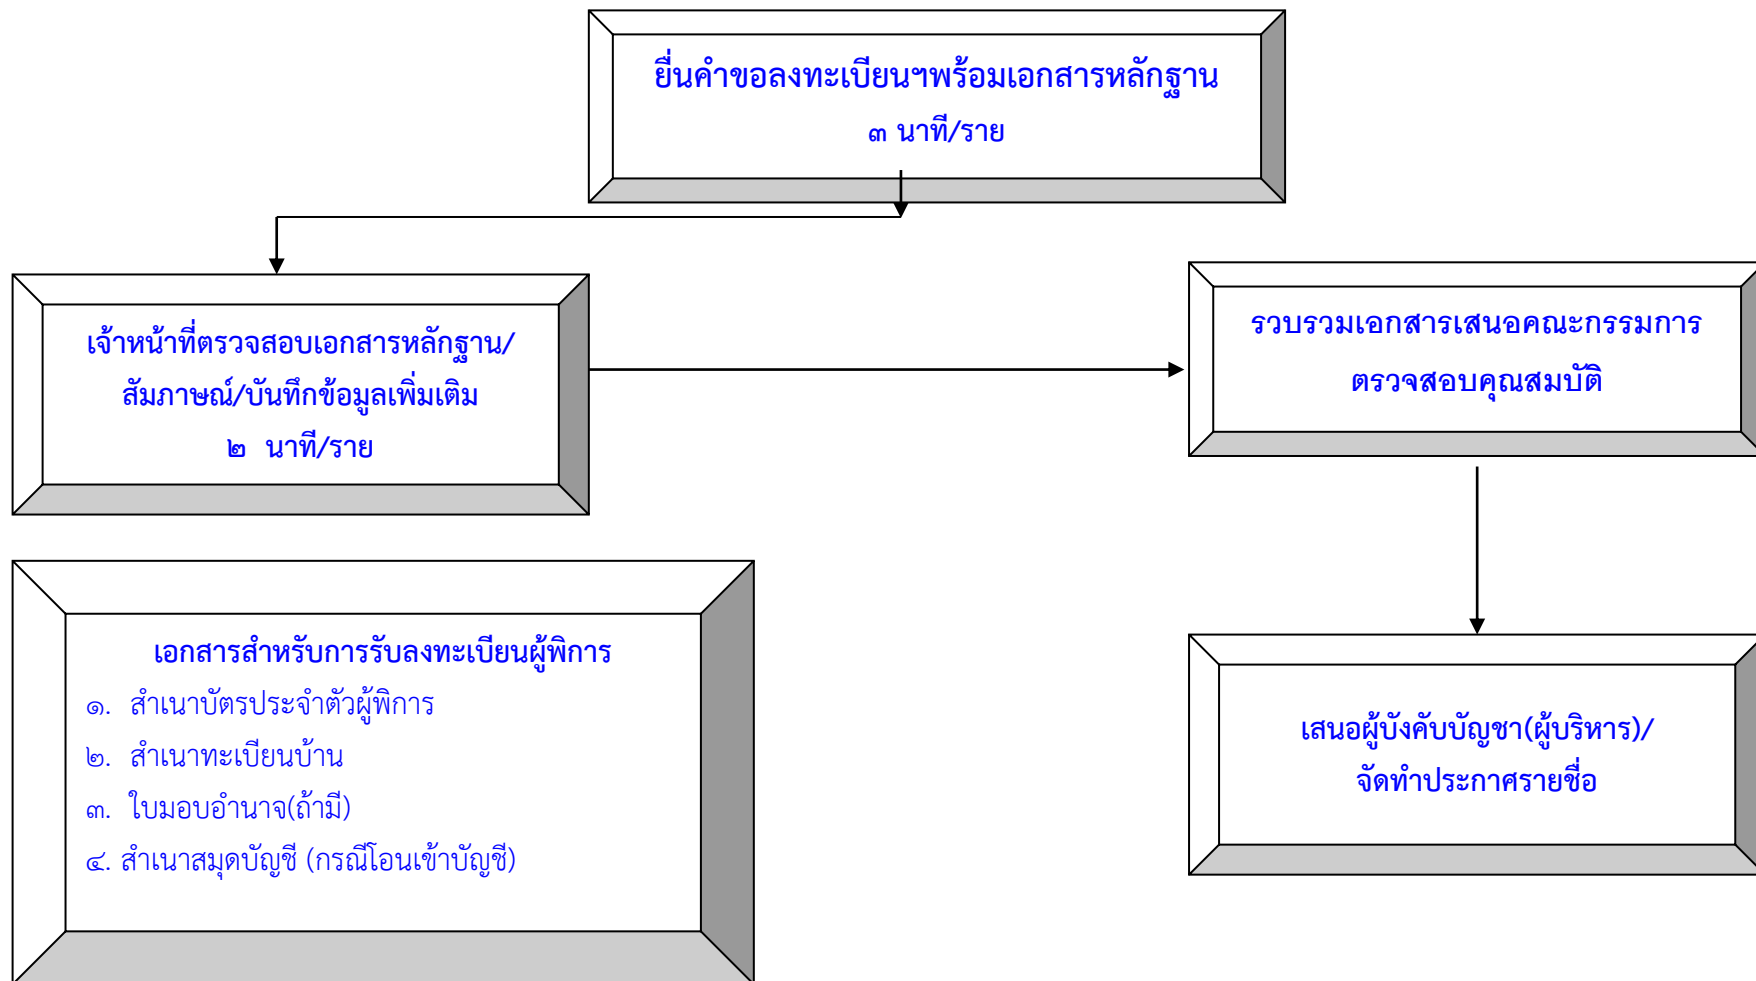 ยื่นคำขอลงทะเบียนฯพร้อมเอกสารหลักฐาน
๓ นาที/ราย
เจ้าหน้าที่ตรวจสอบเอกสารหลักฐาน/
สัมภาษณ์/บันทึกข้อมูลเพิ่มเติม
๒ นาที/ราย
รวบรวมเอกสารเสนอคณะกรรมการ
ตรวจสอบคุณสมบัติ
เอกสารสำหรับการรับลงทะเบียนผู้พิการ
๑. สำเนาบัตรประจำตัวผู้พิการ
๒. สำเนาทะเบียนบ้าน
๓. ใบมอบอำนาจ(ถ้ามี)
๔. สำเนาสมุดบัญชี (กรณีโอนเข้าบัญชี)
เสนอผู้บังคับบัญชา(ผู้บริหาร)/
จัดทำประกาศรายชื่อ